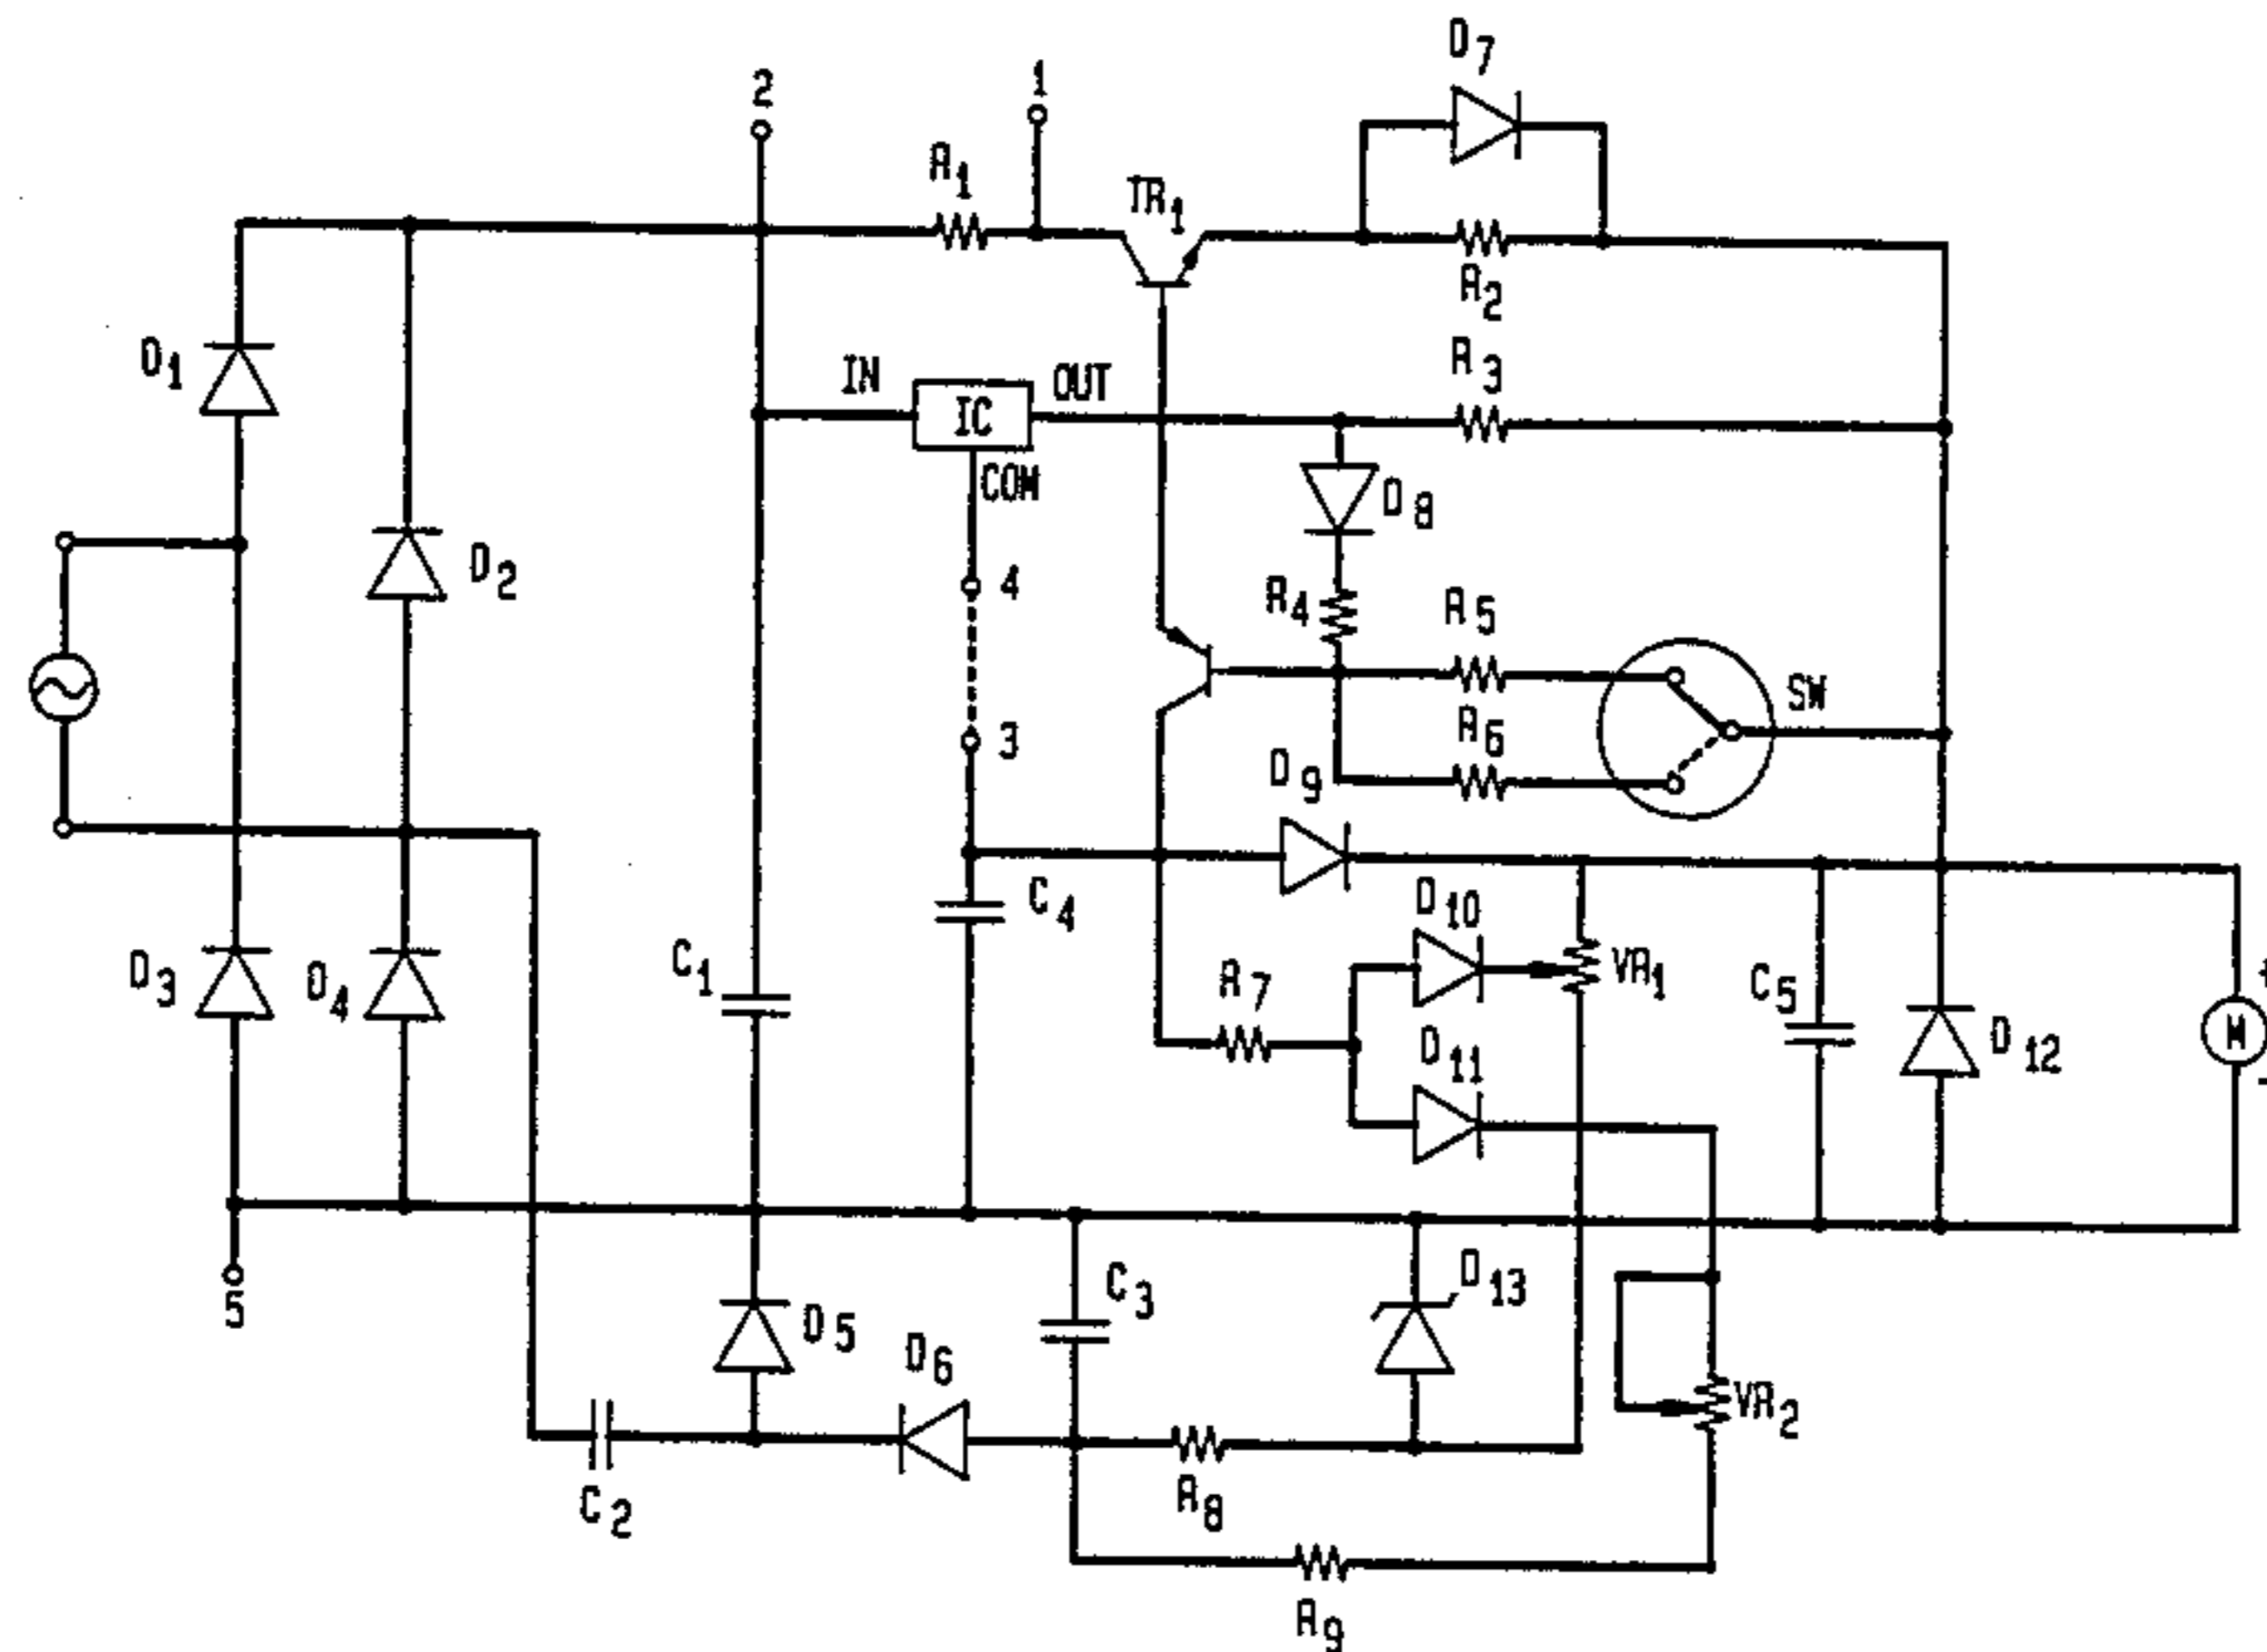 D7
2
1
R1
TR1
R2
D1
IN
IC
OUT
R3
COM
D8
D2
4
R4
R5
SW
3
R6
D9
C4
D10
D3
D4
C1
R7
VR1
C5
+
D11
M
D12
-
5
C3
D13
D5
D6
VR2
C2
R8
R9